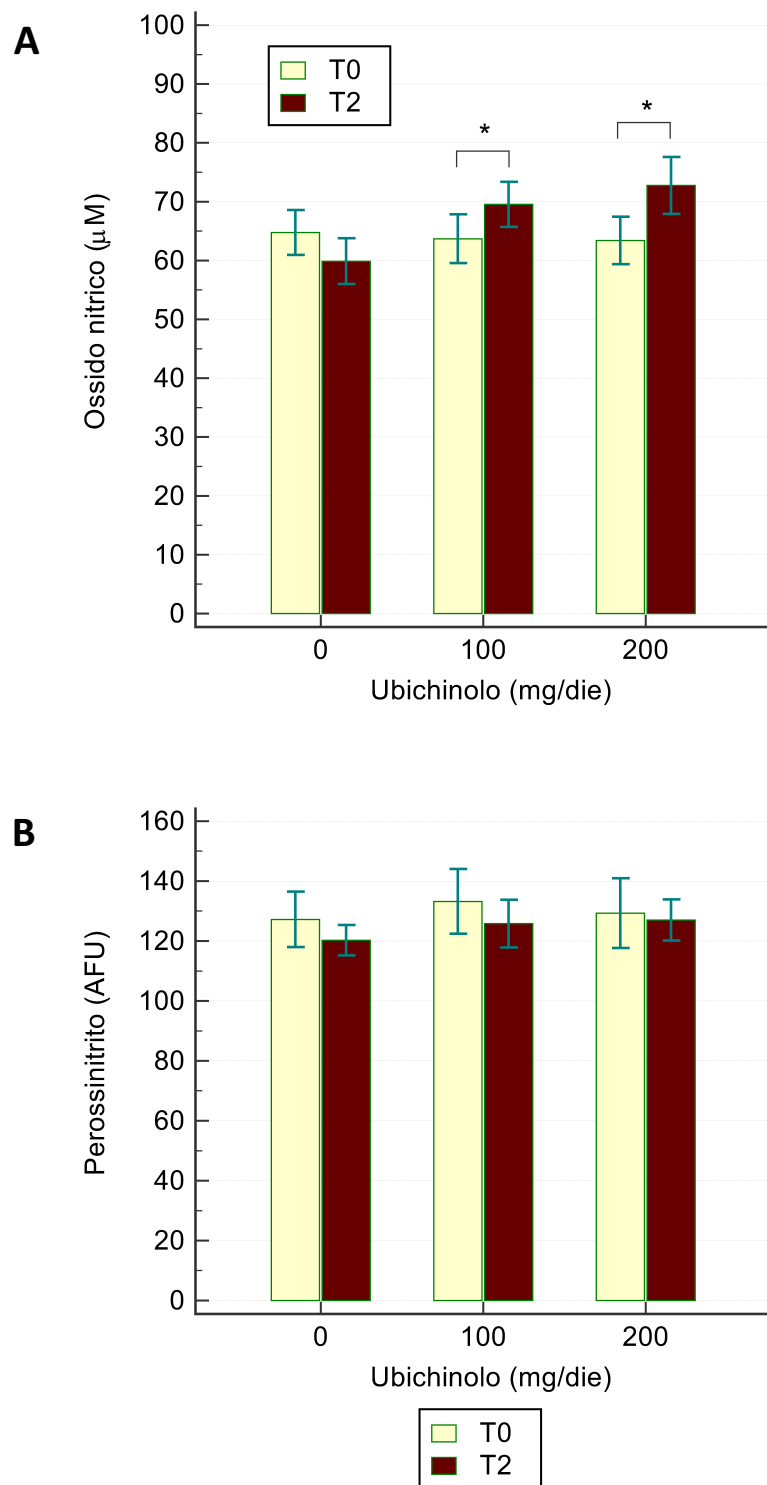 A
100
90
80
70
60
50
40
30
20
10
0
Ossido nitrico (μM)
T0
T2
*
*
0 100 200
Ubichinolo (mg/die)
B
160
140
120
100
80
60
40
20
0
Perossinitrito (AFU)
0 100 200
Ubichinolo (mg/die)
T0
T2